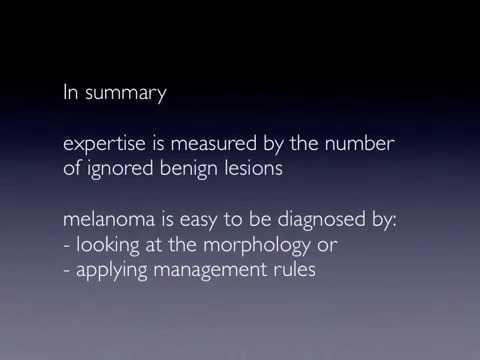 In summary
expertise is measured by the number
of ignored benign lesions
melanoma is easy to be diagnosed by:
- looking at the morphology or
- applying management rules